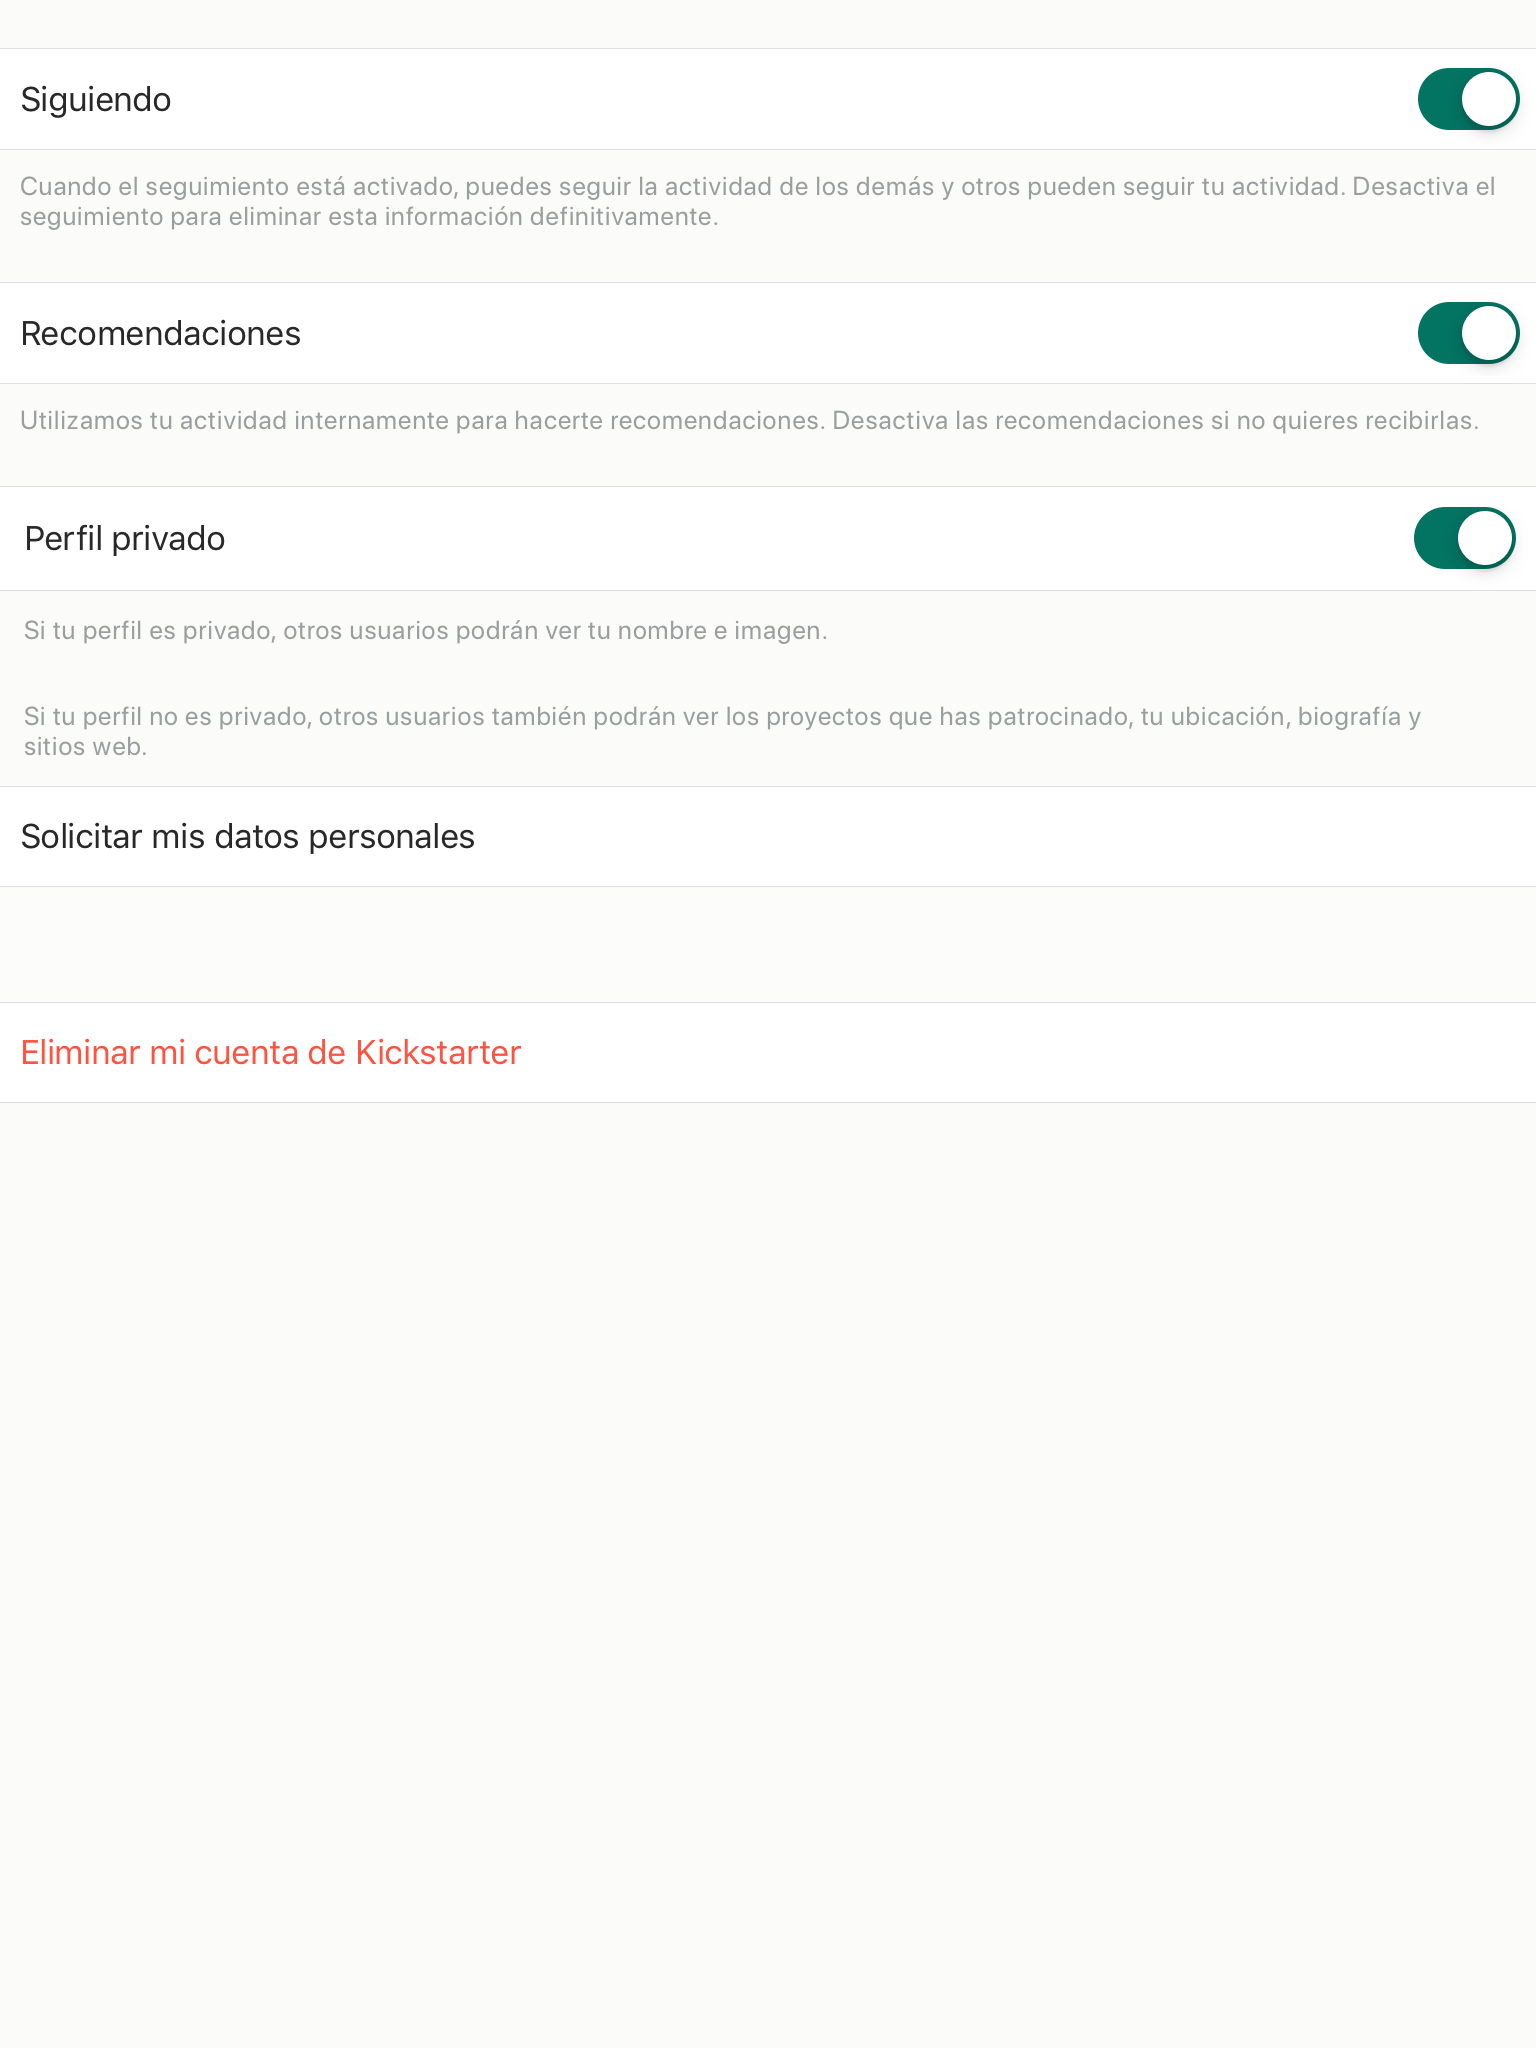 Siguiendo
Cuando el seguimiento está activado, puedes seguir la actividad de los demás y otros pueden seguir tu actividad. Desactiva el
seguimiento para eliminar esta información definitivamente.
Recomendaciones
Utilizamos tu actividad internamente para hacerte recomendaciones. Desactiva las recomendaciones si no quieres recibirlas.
Perfil privado
Si tu perfil es privado, otros usuarios podrán ver tu nombre e imagen.
Si tu perfil no es privado, otros usuarios también podrán ver los proyectos que has patrocinado, tu ubicación, biografía y
sitios web.
Solicitar mis datos personales
Eliminar mi cuenta de Kickstarter